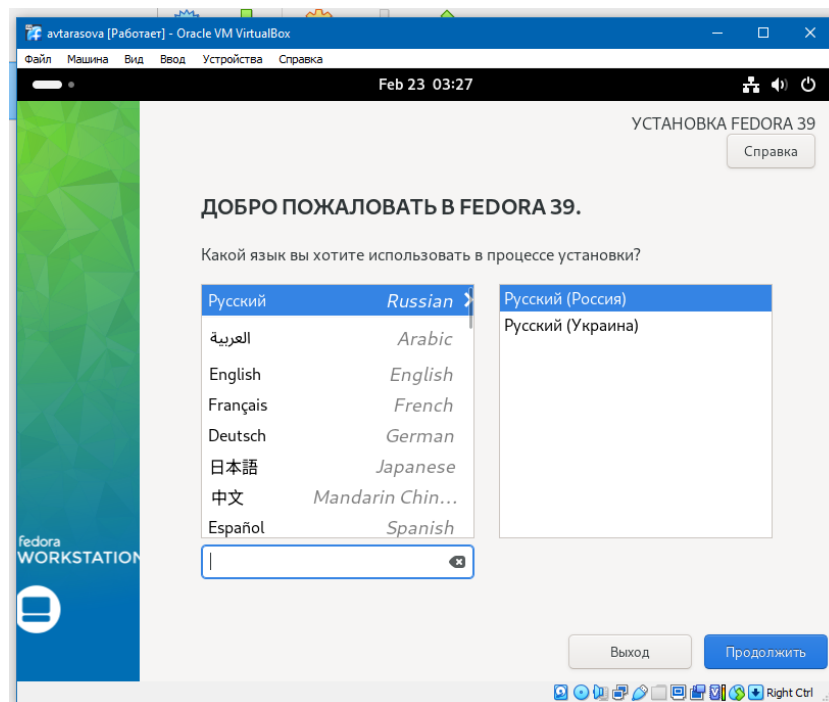 avtarasova [Работает] - Oracle VM VirtualBox
Файл Машина Вид Ввод Устройства Справка
Feb 23 03:27
УСТАНОВКА FEDORA 39
Справка
ДОБРО ПОЖАЛОВАТЬ В FEDORA 39.
Какой язык вы хотите использовать в процессе установки?
Русский Russian
العربية Arabic
English English
Français French
Deutsch German
日本語 Japanese
中文 Mandarin Chin...
Español Spanish
Русский (Россия)
Русский (Украина)
fedora
WORKSTATION
Выход Продолжить
Right Ctrl